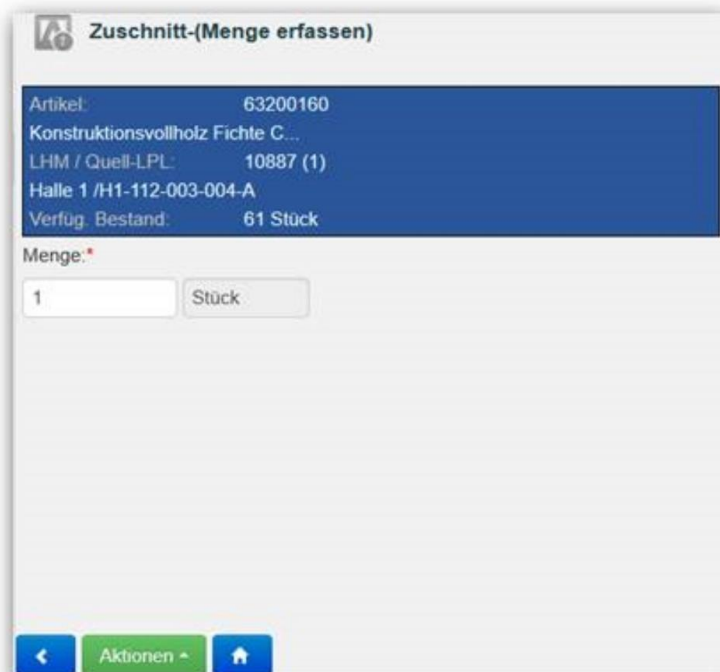 Zuschnitt-(Menge erfassen)
Artikel: 63200160
Konstruktionsvollholz Fichte C...
LHM / Quell-LPL: 10887 (1)
Halle 1 /H1-112-003-004-A
Verfüg. Bestand: 61 Stück
Menge:*
1 Stück
Aktionen